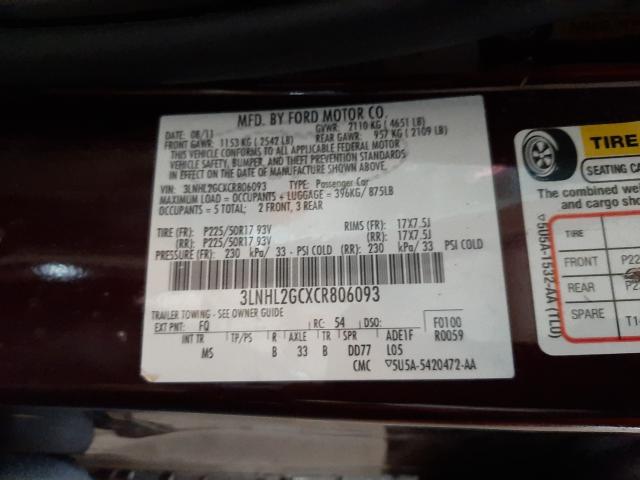 MFD. BY FORD MOTOR CO.
DATE: 08/11 GVWR: 2110 KG ( 4651 LB)
FRONT GAWR: 1153 KG ( 2542 LB) REAR GAWR: 957 KG ( 2109 LB)
THIS VEHICLE CONFORMS TO ALL APPLICABLE FEDERAL MOTOR
VEHICLE SAFETY, BUMPER, AND THEFT PREVENTION STANDARDS
IN EFFECT ON THE DATE OF MANUFACTURE SHOWN ABOVE.
VIN: 3LNHL2GCXCR806093 TYPE: Passenger Car
MAXIMUM LOAD = OCCUPANTS + LUGGAGE = 396KG/ 875LB
OCCUPANTS = 5 TOTAL; 2 FRONT, 3 REAR
TIRE (FR): P225/50R17 93V RIMS (FR): 17X7.5J
(RR): P225/50R17 93V (RR): 17X7.5J
PRESSURE (FR): 230 kPa/ 33 PSI COLD (RR): 230 kPa/ 33 PSI COLD
3LNHL2GCXCR806093
TRAILER TOWING - SEE OWNER GUIDE
EXT PNT: FQ RC: 54 DSO: F0100
INT TR TP/PS R AXLE TR SPR ADE1F R0059
MS B 33 B DD77 L05
CMC ▽5U5A-5420472-AA
TIRE
SEATING CA
The combined we
and cargo sho
▽5U5A-1532-AA (1LU)
TIRE
FRONT P22
REAR P22
SPARE T1